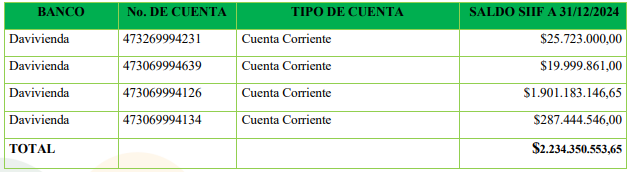 BANCO No. DE CUENTA TIPO DE CUENTA SALDO SIIF A 31/12/2024
Davivienda 473269994231 Cuenta Corriente $25.723.000,00
Davivienda 473069994639 Cuenta Corriente $19.999.861,00
Davivienda 473069994126 Cuenta Corriente $1.901.183.146,65
Davivienda 473069994134 Cuenta Corriente $287.444.546,00
TOTAL $2.234.350.553,65